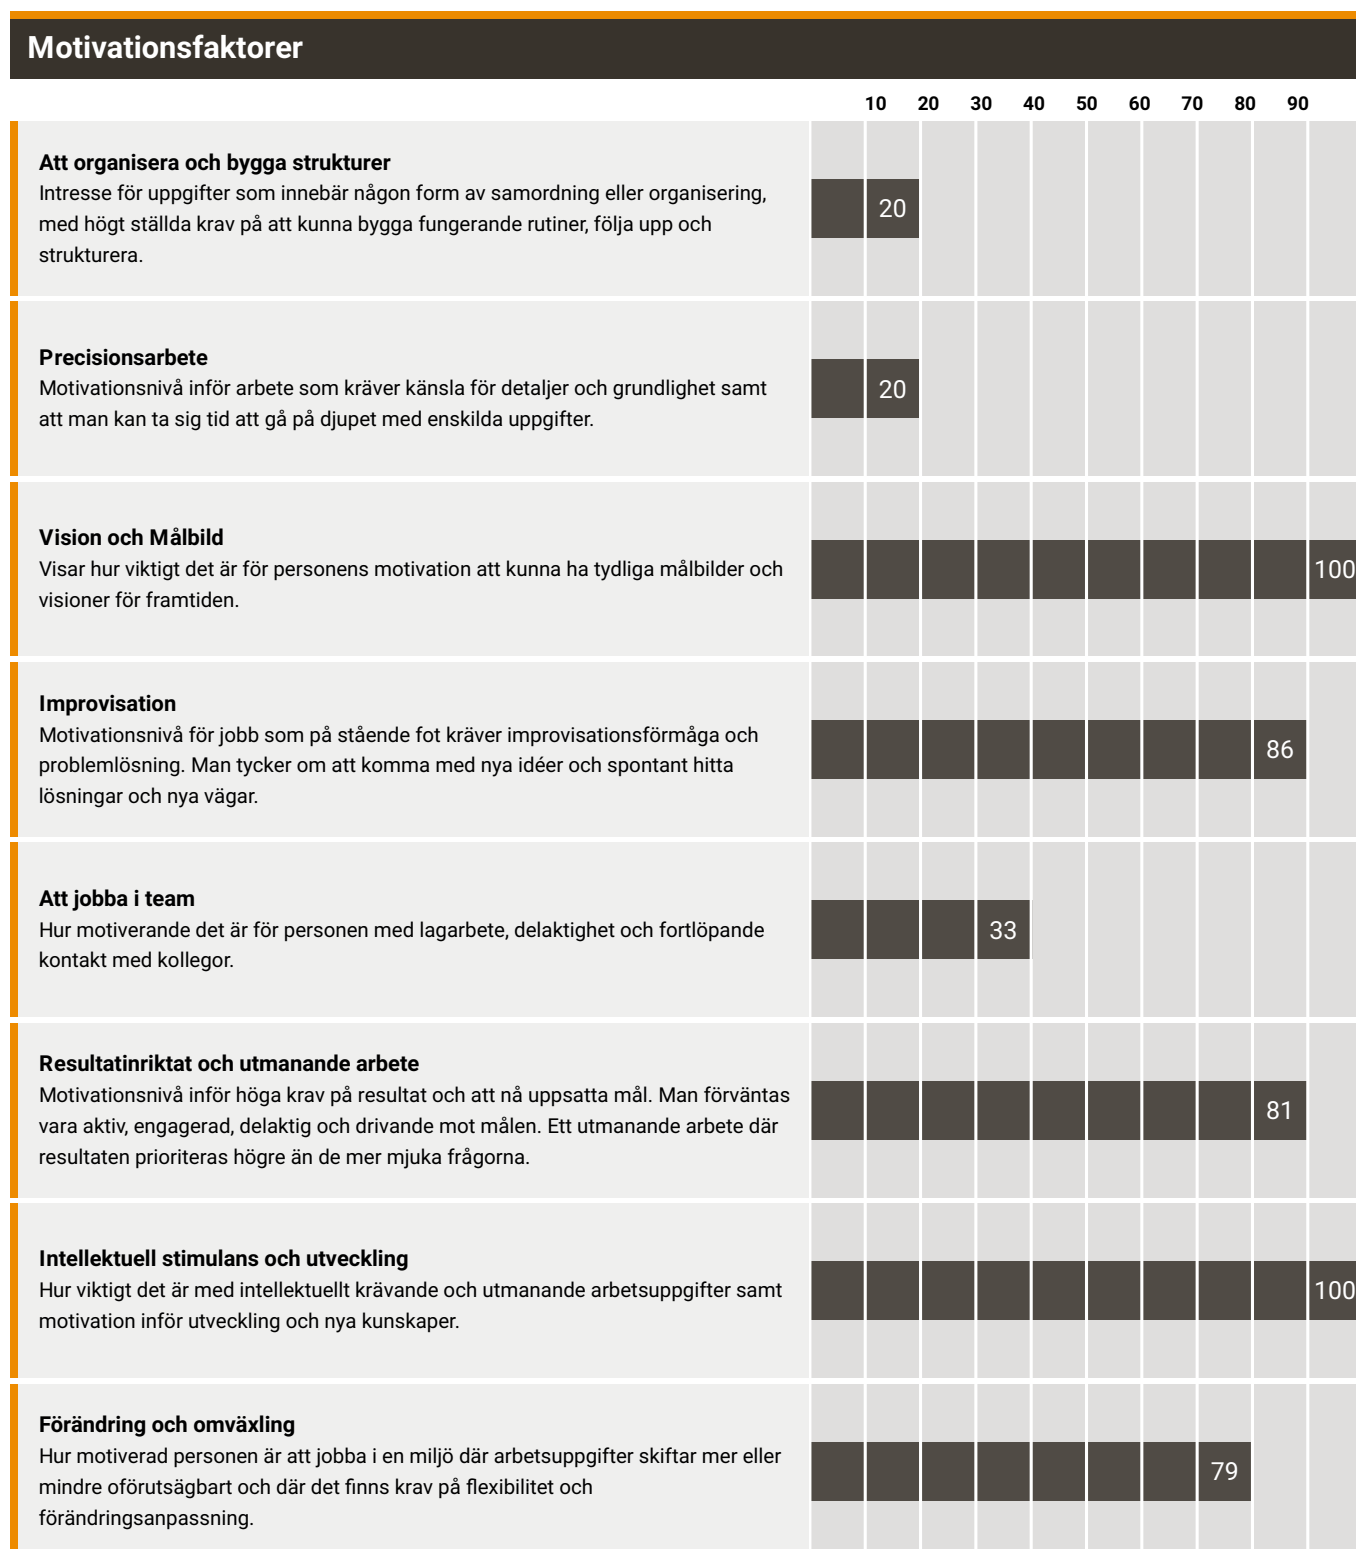 Motivationsfaktorer
10 20 30 40 50 60 70 80 90
Att organisera och bygga strukturer
Intresse för uppgifter som innebär någon form av samordning eller organisering,
med högt ställda krav på att kunna bygga fungerande rutiner, följa upp och
strukturera.
20
Precisionsarbete
Motivationsnivå inför arbete som kräver känsla för detaljer och grundlighet samt
att man kan ta sig tid att gå på djupet med enskilda uppgifter.
20
Vision och Målbild
Visar hur viktigt det är för personens motivation att kunna ha tydliga målbilder och
visioner för framtiden.
100
Improvisation
Motivationsnivå för jobb som på stående fot kräver improvisationsförmåga och
problemlösning. Man tycker om att komma med nya idéer och spontant hitta
lösningar och nya vägar.
86
Att jobba i team
Hur motiverande det är för personen med lagarbete, delaktighet och fortlöpande
kontakt med kollegor.
33
Resultatinriktat och utmanande arbete
Motivationsnivå inför höga krav på resultat och att nå uppsatta mål. Man förväntas
vara aktiv, engagerad, delaktig och drivande mot målen. Ett utmanande arbete där
resultaten prioriteras högre än de mer mjuka frågorna.
81
Intellektuell stimulans och utveckling
Hur viktigt det är med intellektuellt krävande och utmanande arbetsuppgifter samt
motivation inför utveckling och nya kunskaper.
100
Förändring och omväxling
Hur motiverad personen är att jobba i en miljö där arbetsuppgifter skiftar mer eller
mindre oförutsägbart och där det finns krav på flexibilitet och
förändringsanpassning.
79